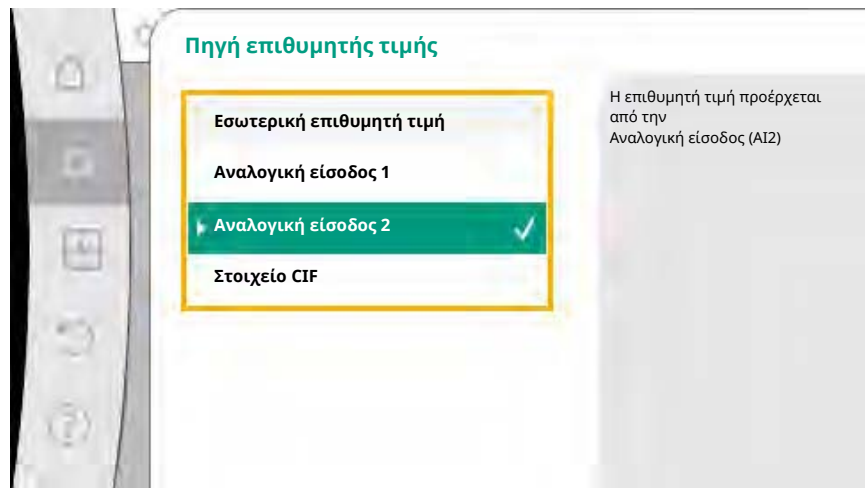 Πηγή επιθυμητής τιμής
Εσωτερική επιθυμητή τιμή
Αναλογική είσοδος 1
Αναλογική είσοδος 2
Στοιχείο CIF
Η επιθυμητή τιμή προέρχεται
από την
Αναλογική είσοδος (AI2)